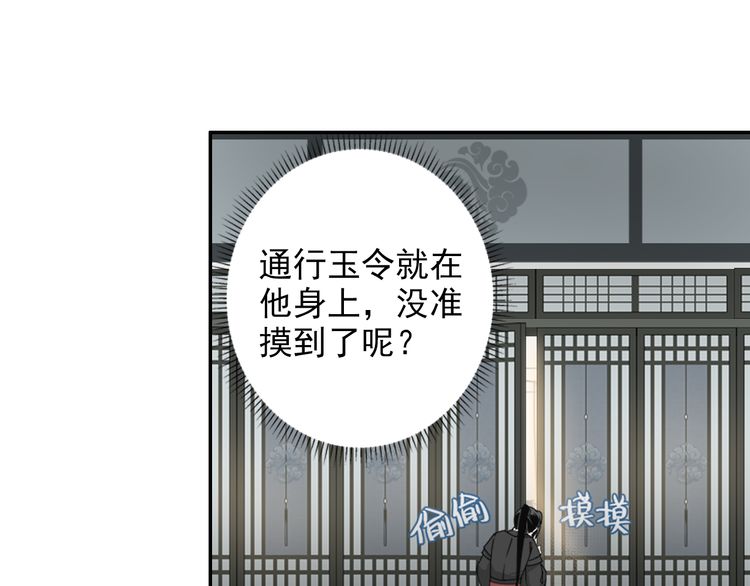 通行玉令就在
他身上，没准
摸到了呢？
偷偷
摸摸